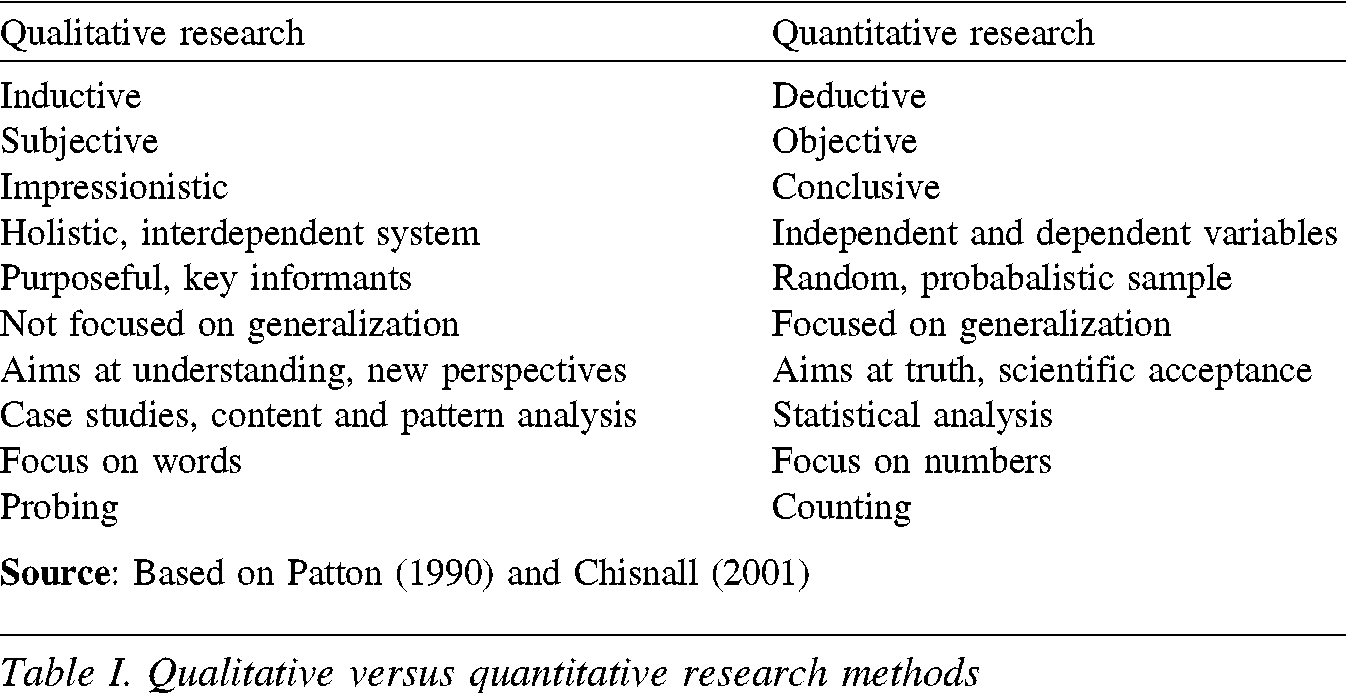 Qualitative research Quantitative research
Inductive Deductive
Subjective Objective
Impressionistic Conclusive
Holistic, interdependent system Independent and dependent variables
Purposeful, key informants Random, probabalistic sample
Not focused on generalization Focused on generalization
Aims at understanding, new perspectives Aims at truth, scientific acceptance
Case studies, content and pattern analysis Statistical analysis
Focus on words Focus on numbers
Probing Counting
Source: Based on Patton (1990) and Chisnall (2001)
Table I. Qualitative versus quantitative research methods